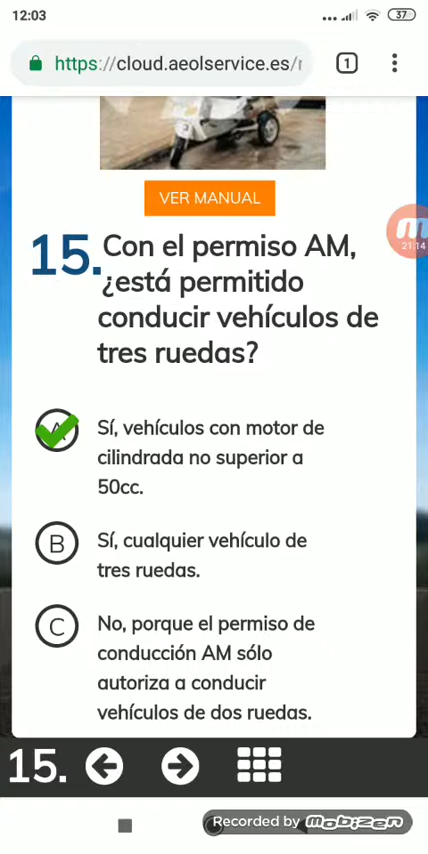 12:03
37
https://cloud.aeolservice.es/
VER MANUAL
21:14
15. Con el permiso AM,
¿está permitido
conducir vehículos de
tres ruedas?
Sí, vehículos con motor de
cilindrada no superior a
50cc.
B Sí, cualquier vehículo de
tres ruedas.
C No, porque el permiso de
conducción AM sólo
autoriza a conducir
vehículos de dos ruedas.
15.
Recorded by mobizen